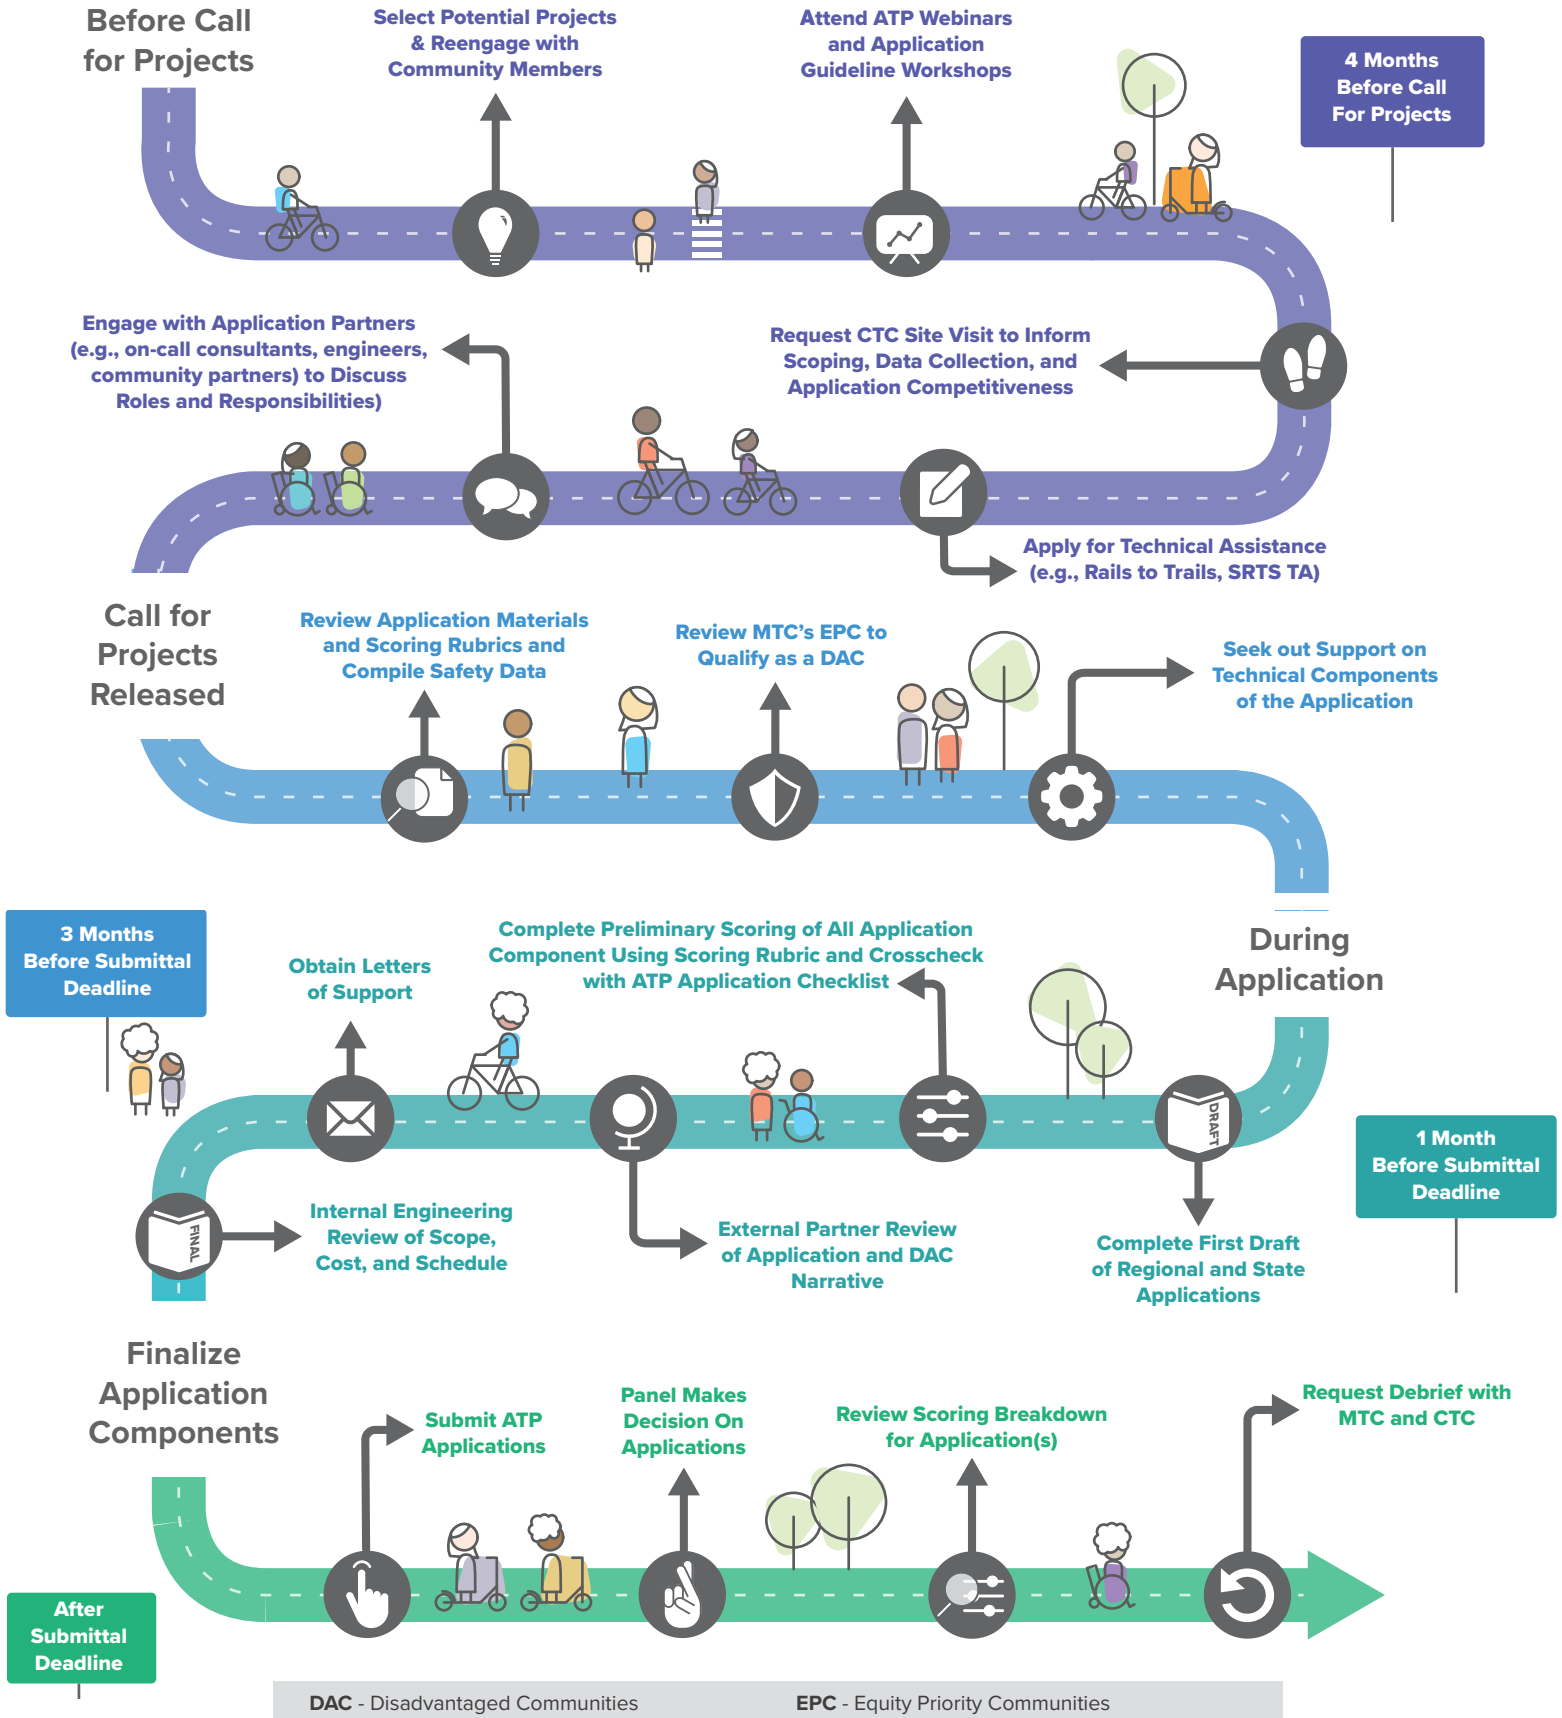 Before Call
for Projects
Select Potential Projects
& Reengage with
Community Members
Attend ATP Webinars
and Application
Guideline Workshops
4 Months
Before Call
For Projects
Request CTC Site Visit to Inform
Scoping, Data Collection, and
Application Competitiveness
Engage with Application Partners
(e.g., on-call consultants, engineers,
community partners) to Discuss
Roles and Responsibilities)
Apply for Technical Assistance
(e.g., Rails to Trails, SRTS TA)
Call for
Projects
Released
Review Application Materials
and Scoring Rubrics and
Compile Safety Data
Review MTC's EPC to
Qualify as a DAC
Seek out Support on
Technical Components
of the Application
3 Months
Before Submittal
Deadline
During
Application
Obtain Letters
of Support
Complete Preliminary Scoring of All Application
Component Using Scoring Rubric and Crosscheck
with ATP Application Checklist
DRAFT
1 Month
Before Submittal
Deadline
FINAL
Internal Engineering
Review of Scope,
Cost, and Schedule
External Partner Review
of Application and DAC
Narrative
Complete First Draft
of Regional and State
Applications
Finalize
Application
Components
Submit ATP
Applications
Panel Makes
Decision On
Applications
Review Scoring Breakdown
for Application(s)
Request Debrief with
MTC and CTC
After
Submittal
Deadline
DAC - Disadvantaged Communities
EPC - Equity Priority Communities